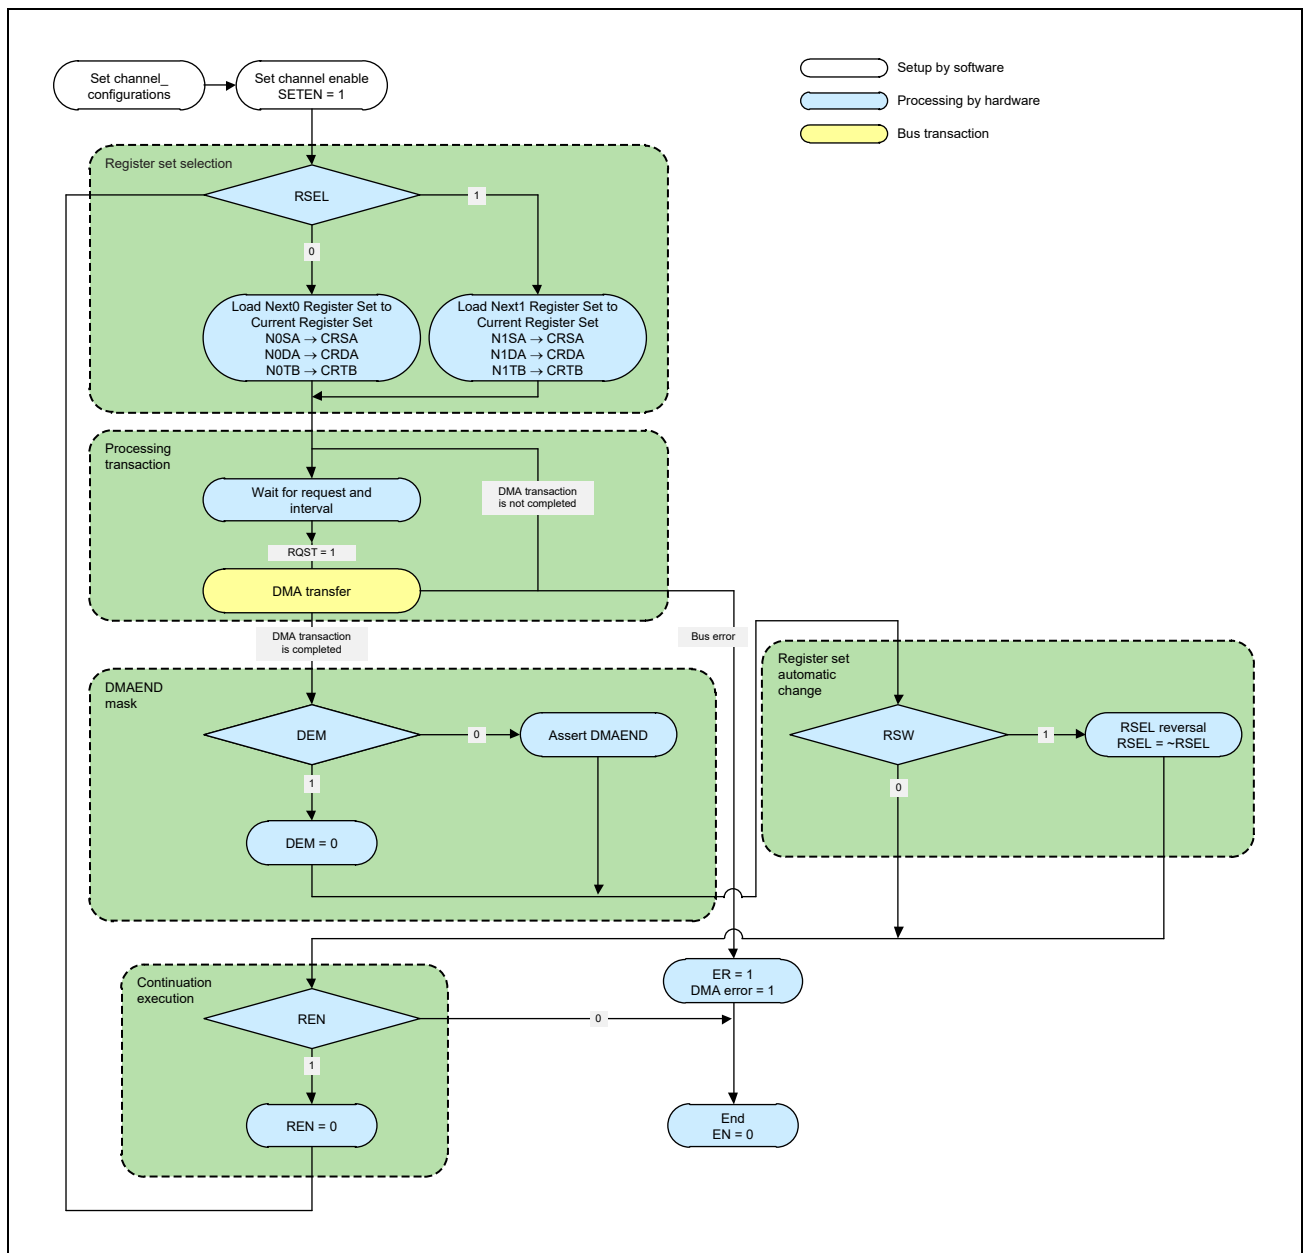 Set channel_
configurations
Set channel enable
SETEN = 1
Setup by software
Processing by hardware
Bus transaction
Register set selection
RSEL
1
0
Load Next0 Register Set to
Current Register Set
N0SA → CRSA
N0DA → CRDA
N0TB → CRTB
Load Next1 Register Set to
Current Register Set
N1SA → CRSA
N1DA → CRDA
N1TB → CRTB
Processing
transaction
Wait for request and
interval
DMA transaction
is not completed
RQST = 1
DMA transfer
DMA transaction
is completed
Bus error
DMAEND
mask
DEM
0
Assert DMAEND
1
DEM = 0
Register set
automatic
change
RSW
1
RSEL reversal
RSEL = ~RSEL
0
Continuation
execution
REN
0
1
REN = 0
ER = 1
DMA error = 1
End
EN = 0